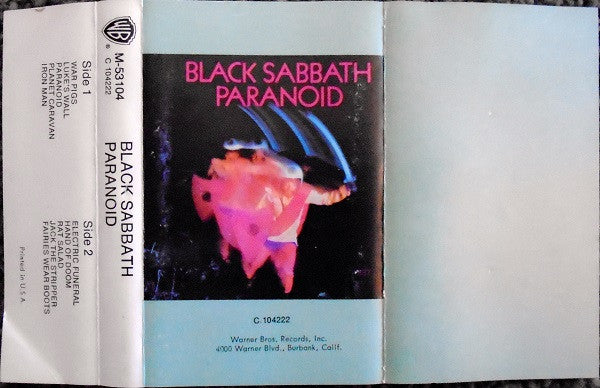 Side 1
WAR PIGS
LUKE'S WALL
PARANOID
PLANET CARAVAN
IRON MAN
Side 2
ELECTRIC FUNERAL
HAND OF DOOM
RAT SALAD
JACK THE STRIPPER
FAIRIES WEAR BOOTS
Printed in U.S.A.
WB
®
M-53104
C 104222
BLACK SABBATH
PARANOID
BLACK SABBATH
PARANOID
C 104222
Warner Bros. Records, Inc.
4000 Warner Blvd., Burbank, Calif.